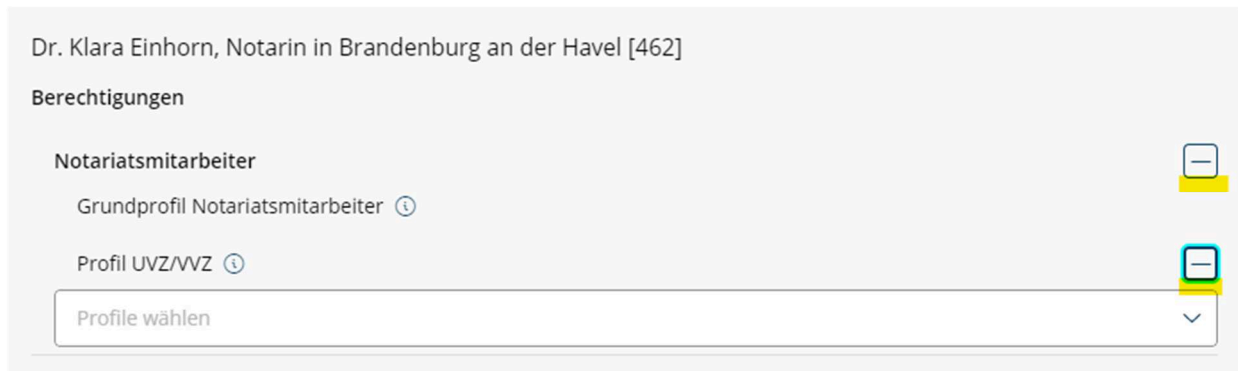 Dr. Klara Einhorn, Notarin in Brandenburg an der Havel [462]
Berechtigungen
Notariatsmitarbeiter
Grundprofil Notariatsmitarbeiter
Profil UVZ/VVZ
Profile wählen